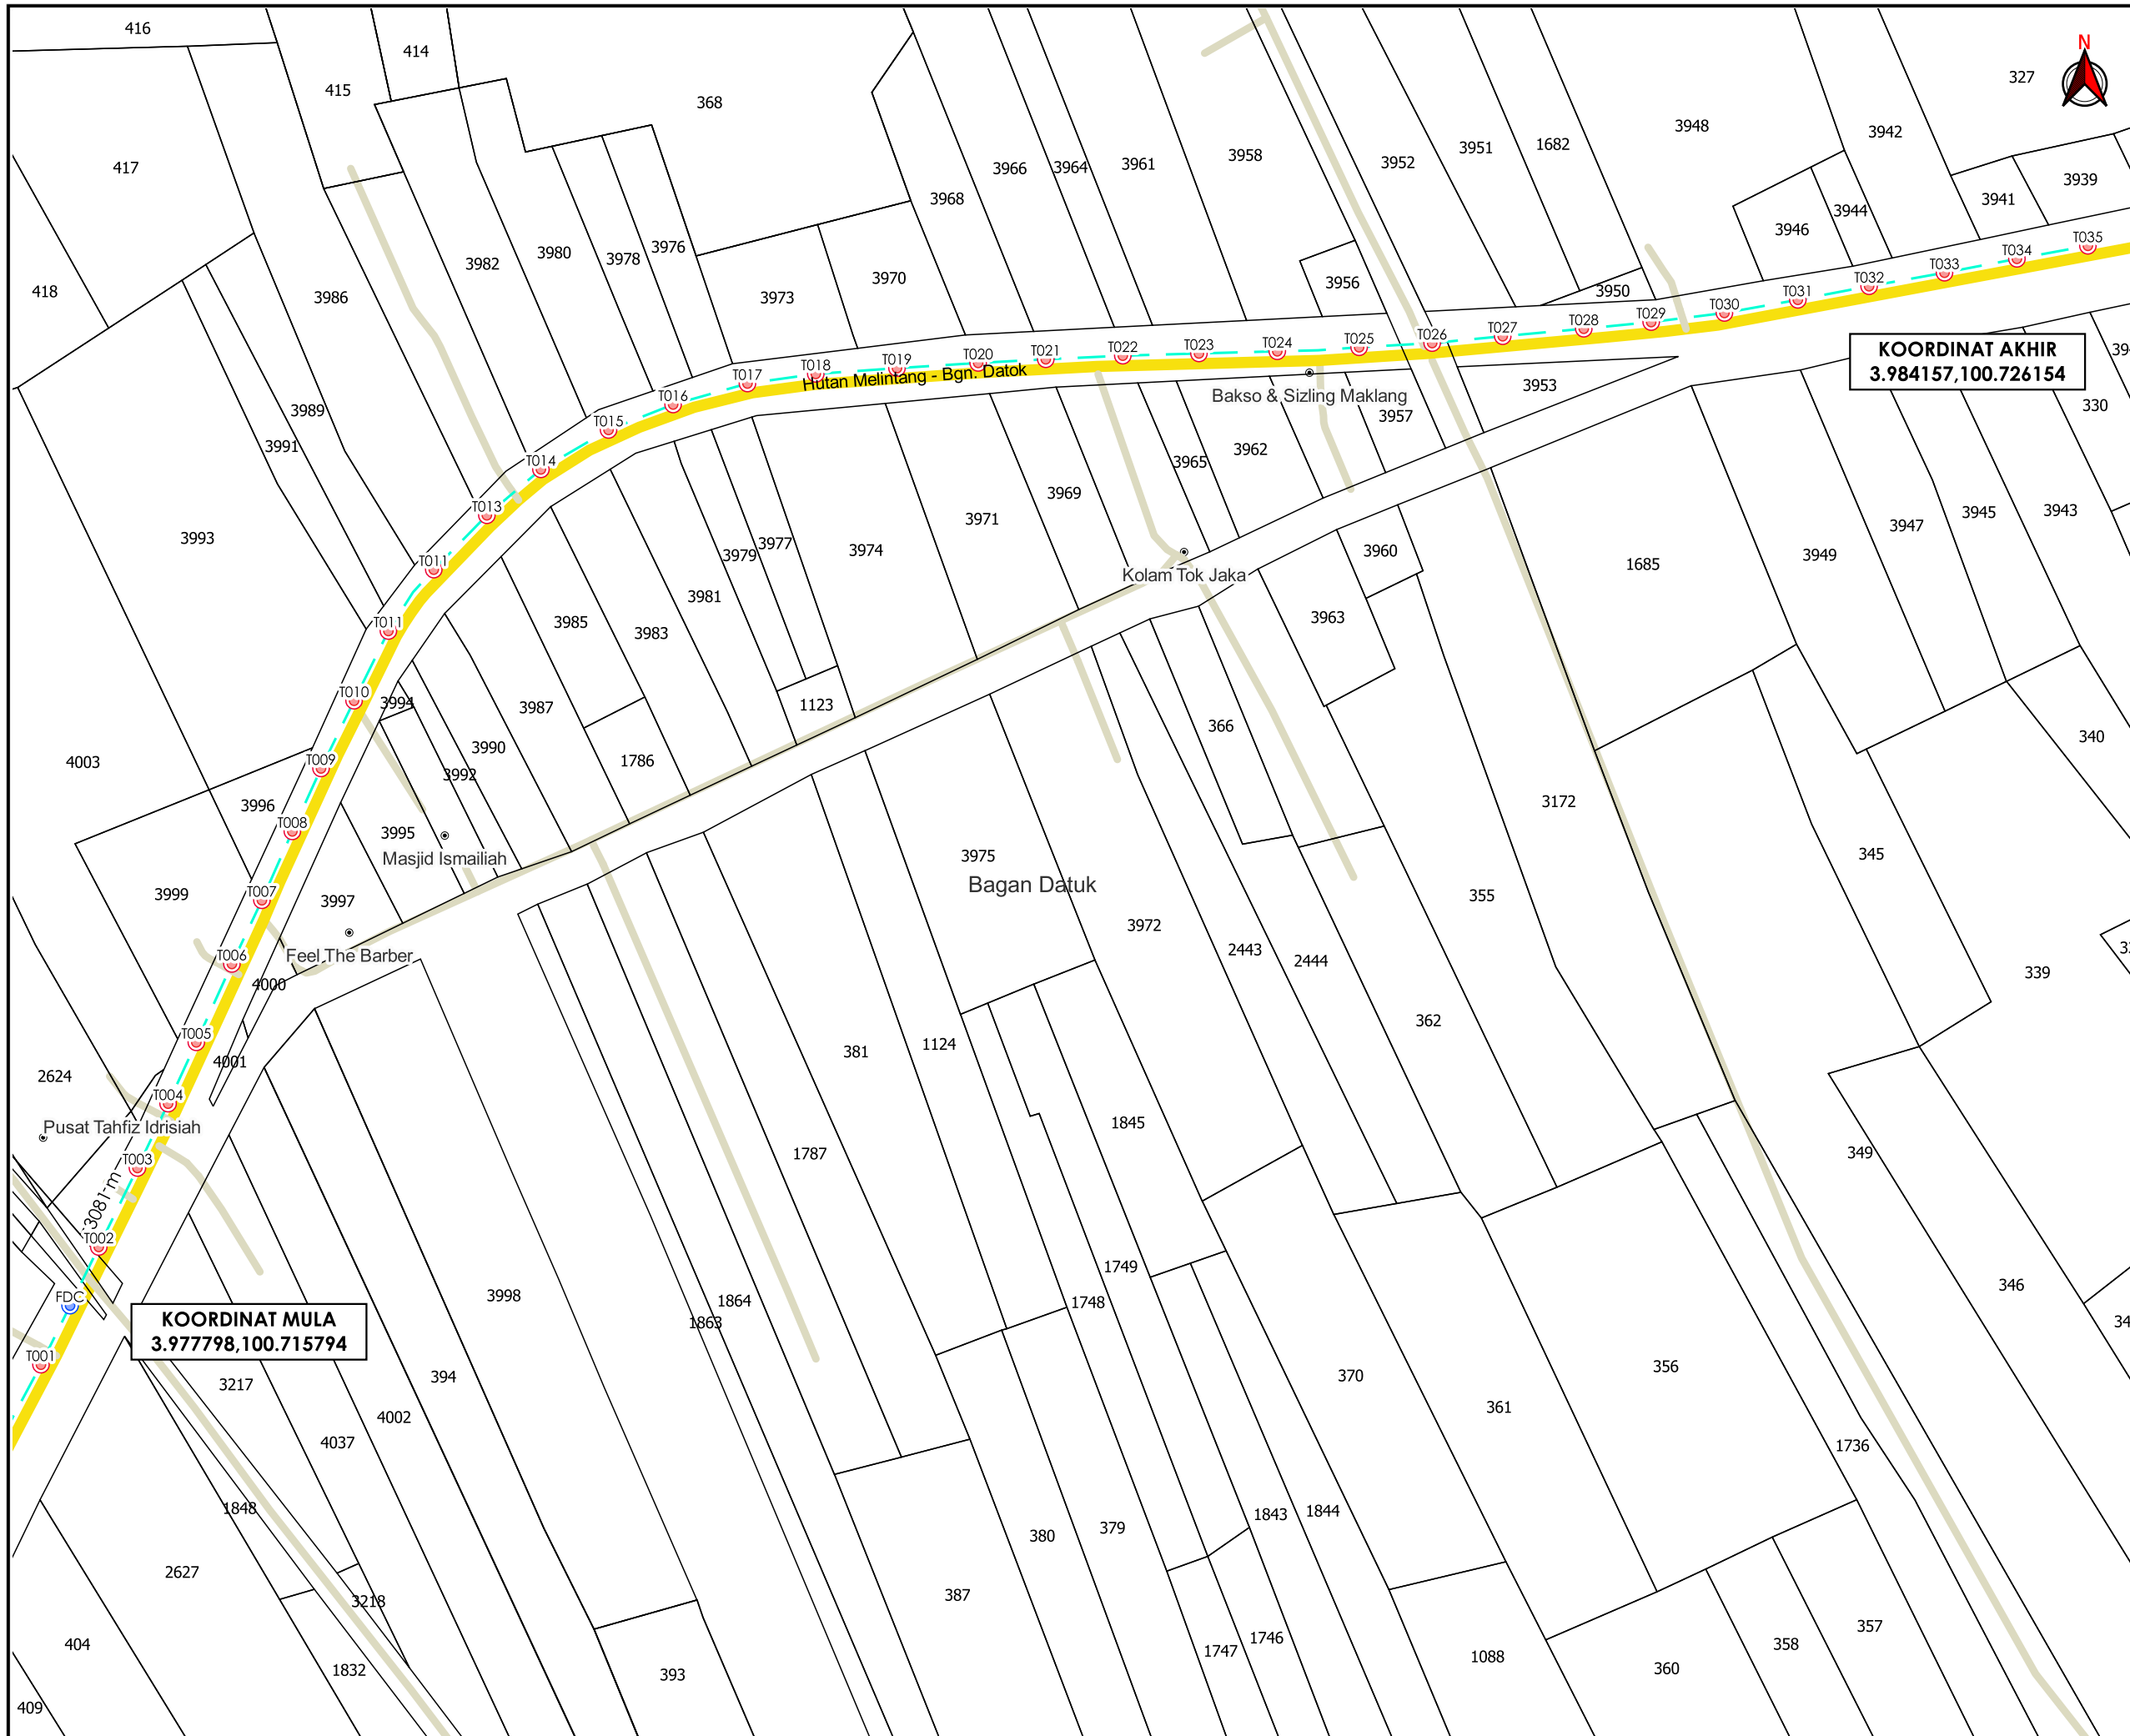 416
414
415
368
417
418
3986
3982
3980
3978
3976
3973
3970
3968
3966
3964
3961
3958
3956
3952
3951
1682
3950
3948
3946
3944
3942
3941
3939
327
N
T035
T034
T033
T032
T031
T030
T029
T028
T027
T026
T025
T024
T023
T022
T021
T020
T019
T018
T017
T016
T015
T014
T013
T011
T011
T010
T009
T008
T007
T006
T005
T004
T003
T002
FDC
T001
Hutan Melintang - Bgn. Datok
KOORDINAT AKHIR
3.984157,100.726154
Bakso & Sizling Maklang
3953
3957
3962
3965
3969
3971
3974
3977
3979
3981
3983
3985
3987
3989
3991
3993
330
3943
3945
3947
3949
1685
3960
3963
Kolam Tok Jaka
366
1123
1786
3990
3992
3994
3995
3996
3997
3999
4000
4001
4003
Masjid Ismailiah
Feel The Barber
2624
Pusat Tahfiz Idrisiah
3081 m
Bagan Datuk
3975
3972
2443
2444
355
362
3172
345
340
339
349
346
381
1124
1787
1845
1749
1748
1864
1863
3998
394
KOORDINAT MULA
3.977798,100.715794
3217
4037
4002
1848
2627
3218
1832
404
409
393
387
380
379
1843
1844
1747
1746
370
361
356
1736
1088
360
358
357